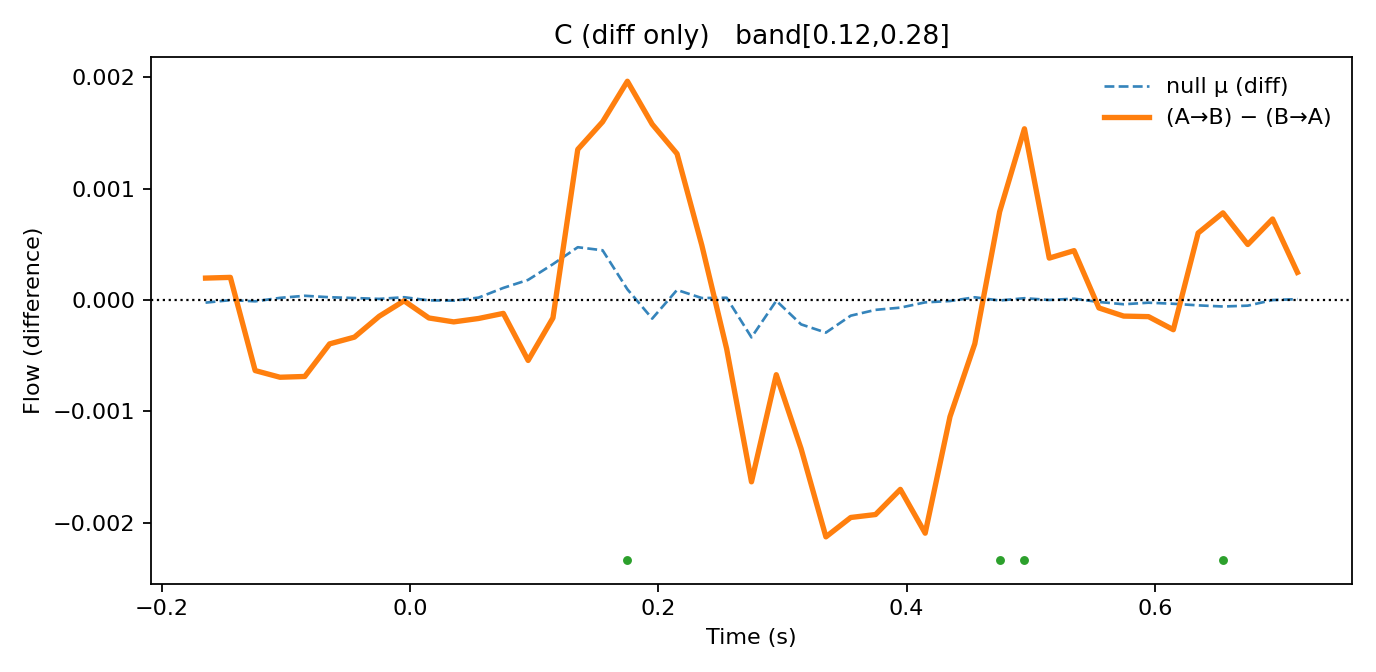 C (diff only)   band[0.12,0.28]
null μ (diff)
(A→B) − (B→A)
Flow (difference)
0.002
0.001
0.000
−0.001
−0.002
−0.2
0.0
0.2
0.4
0.6
Time (s)